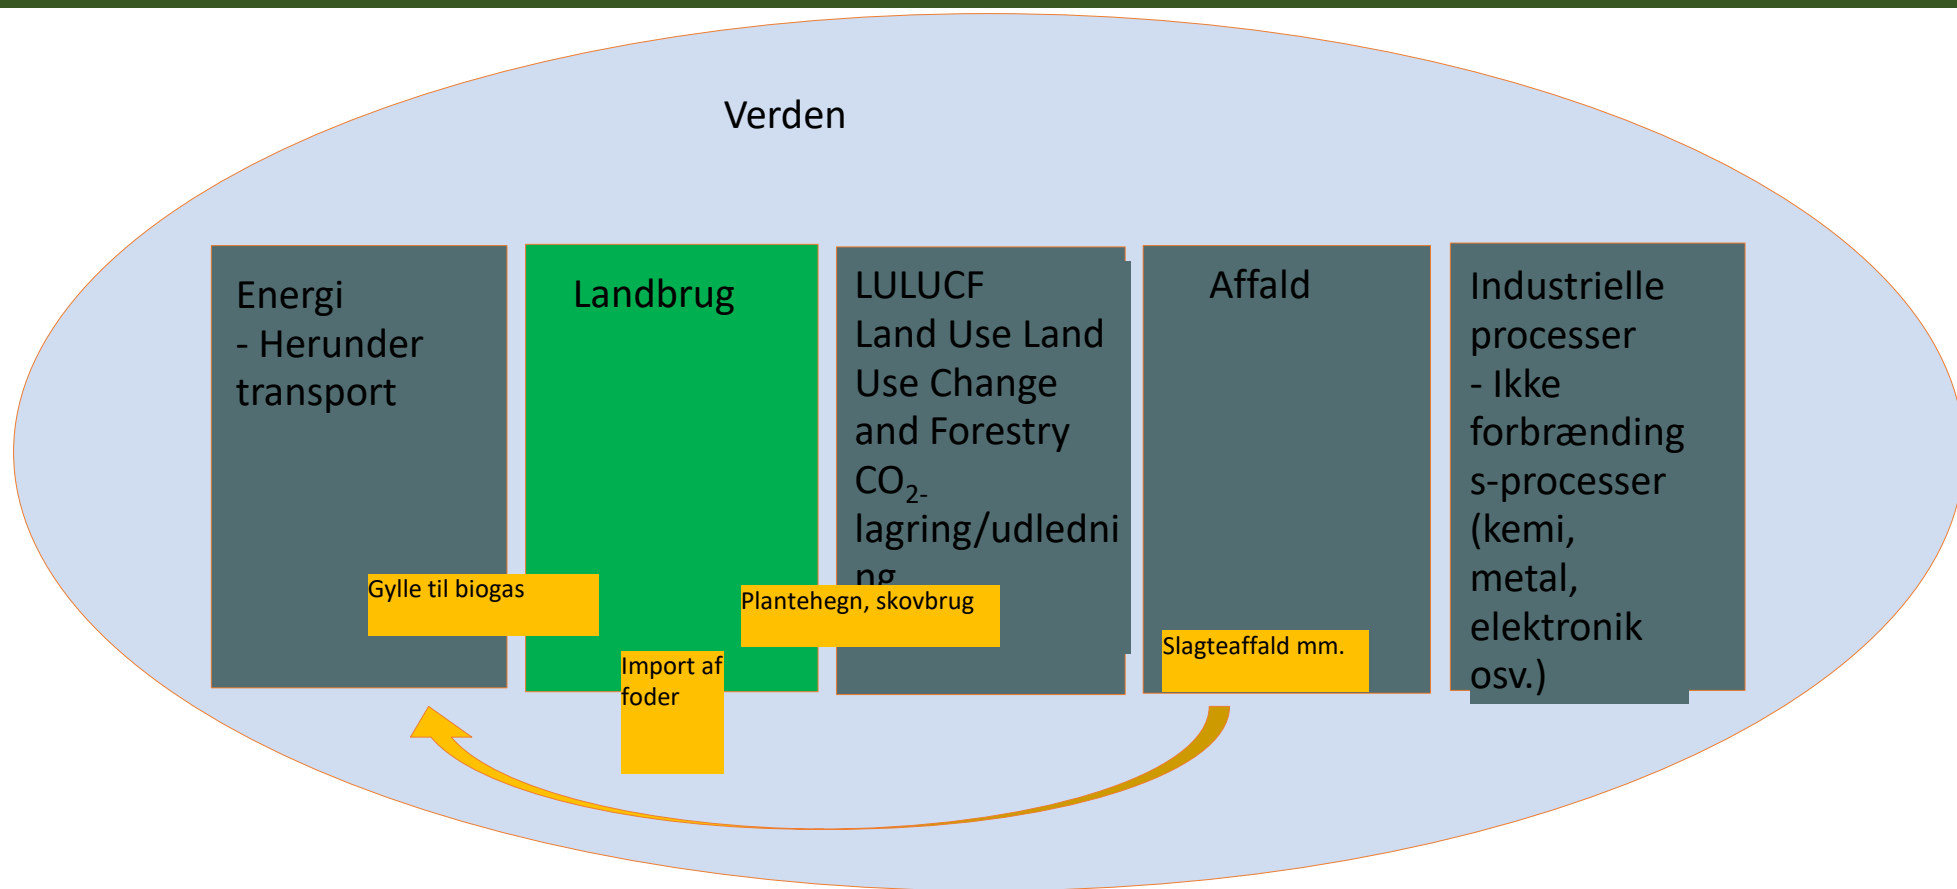 Verden
Energi
- Herunder
transport
Landbrug
LULUCF
Land Use Land
Use Change
and Forestry
CO₂-
lagring/udledni
ng
Affald
Industrielle
processer
- Ikke
forbrænding
s-processer
(kemi,
metal,
elektronik
osv.)
Gylle til biogas
Plantehegn, skovbrug
Import af
foder
Slagteaffald mm.